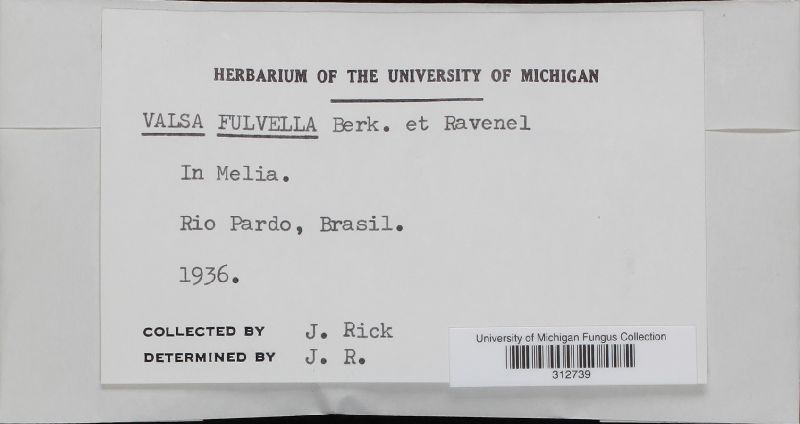 HERBARIUM OF THE UNIVERSITY OF MICHIGAN
VALSA FULVELLA Berk. et Ravenel
In Melia.
Rio Pardo, Brasil.
1936.
COLLECTED BY J. Rick
DETERMINED BY J. R.
University of Michigan Fungus Collection
312739